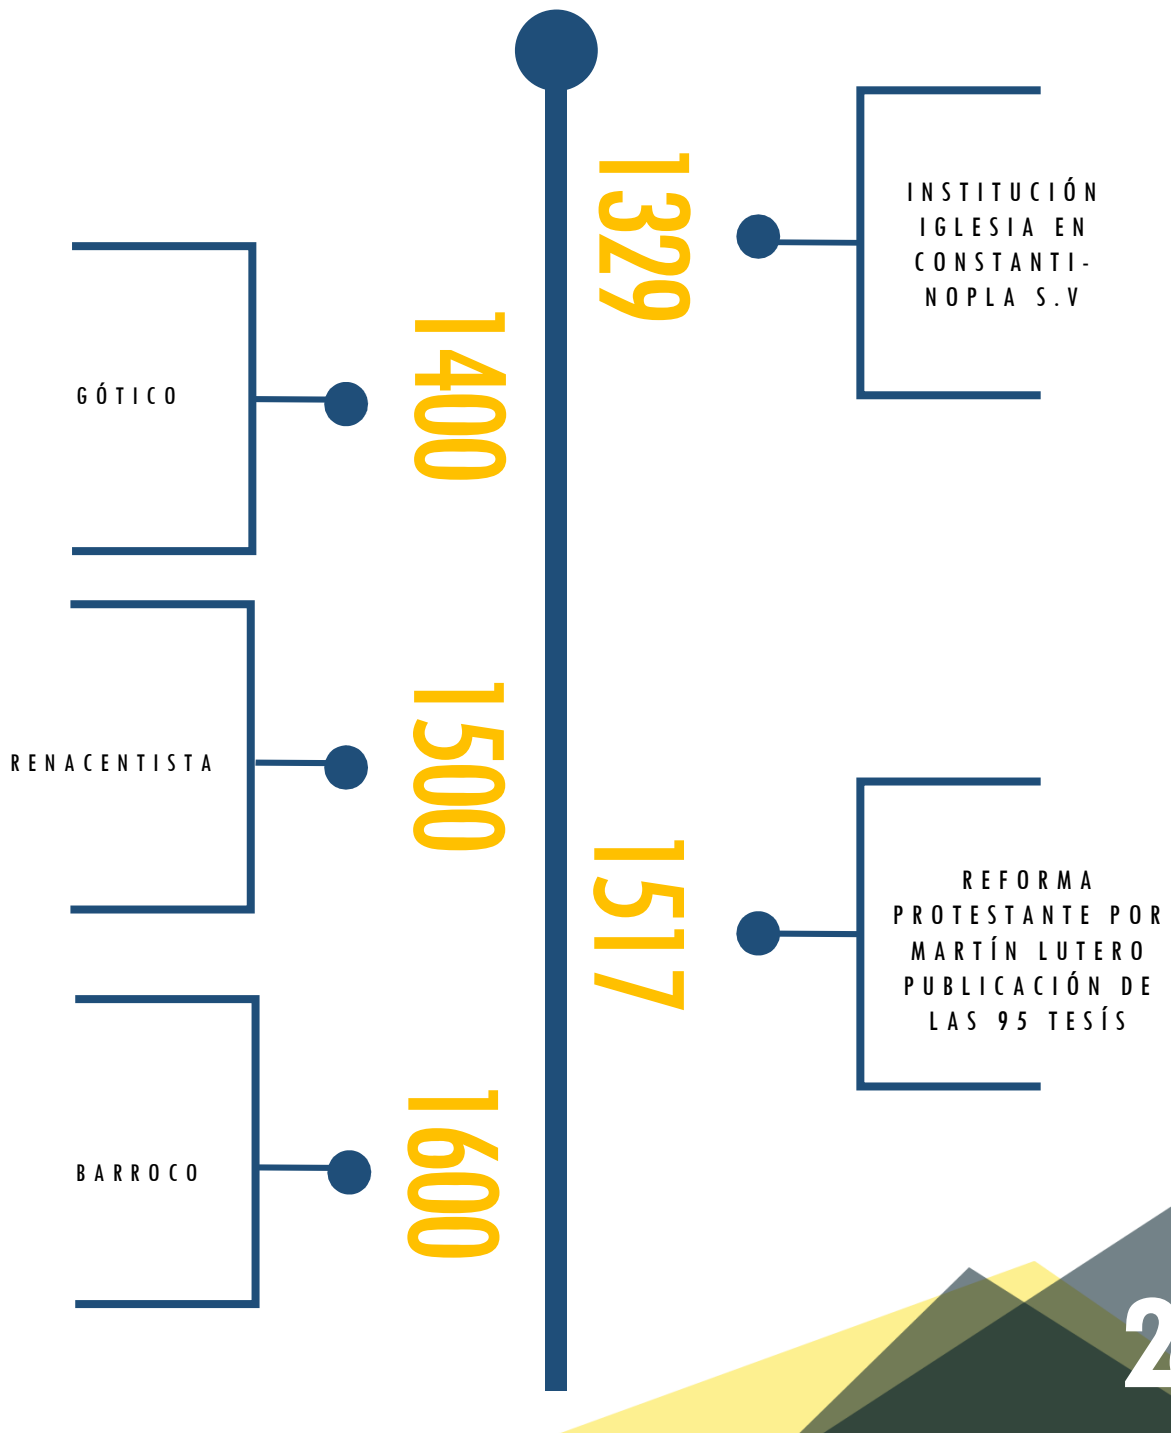 1329
INSTITUCIÓN
IGLESIA EN
CONSTANTI-
NOPLA S.V
1400
GÓTICO
1500
RENACENTISTA
1517
REFORMA
PROTESTANTE POR
MARTÍN LUTERO
PUBLICACIÓN DE
LAS 95 TESÍS
1600
BARROCO